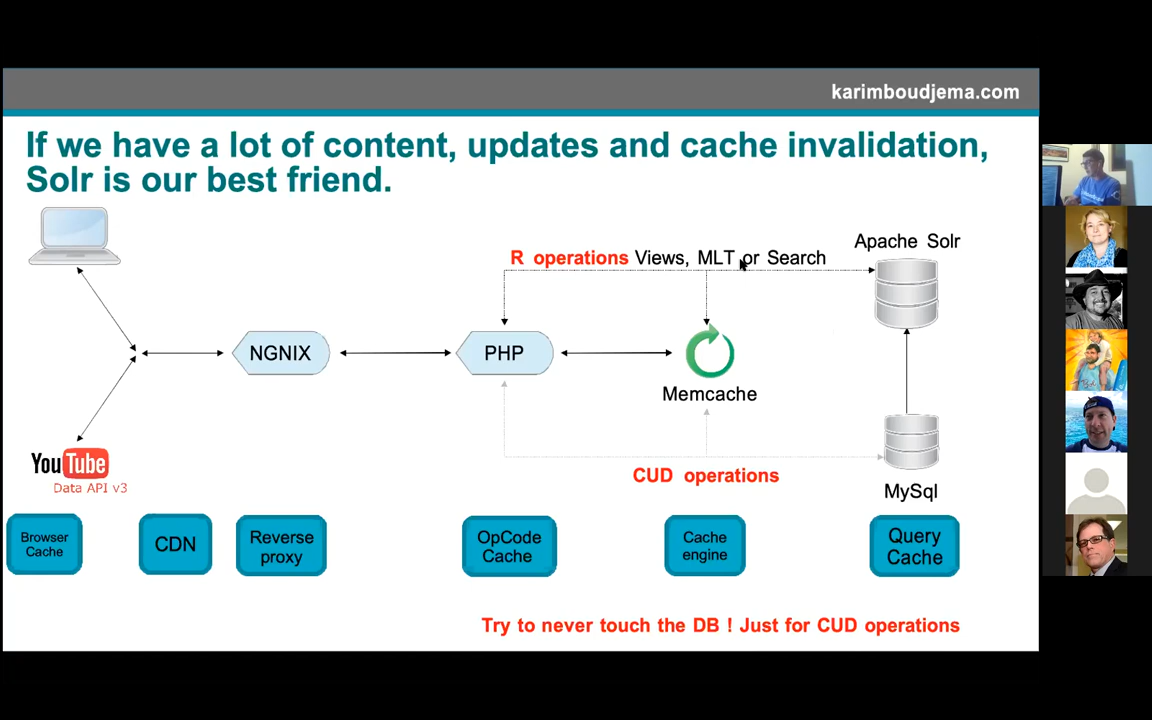 karimboudjema.com
If we have a lot of content, updates and cache invalidation,
Solr is our best friend.
Apache Solr
R operations Views, MLT or Search
NGNIX
PHP
Memcache
YouTube
Data API v3
CUD operations
MySql
Browser
Cache
CDN
Reverse
proxy
OpCode
Cache
Cache
engine
Query
Cache
Try to never touch the DB ! Just for CUD operations